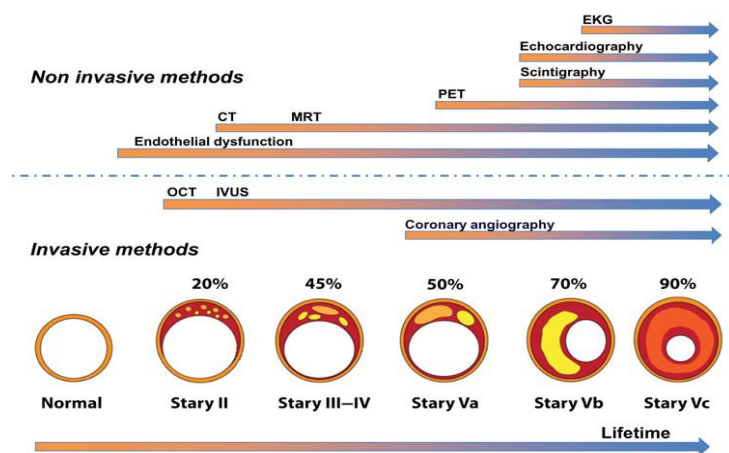 EKG
Echocardiography
Non invasive methods
Scintigraphy
PET
CT MRT
Endothelial dysfunction
OCT IVUS
Coronary angiography
Invasive methods
20% 45% 50% 70% 90%
Normal Stary II Stary III–IV Stary Va Stary Vb Stary Vc
Lifetime